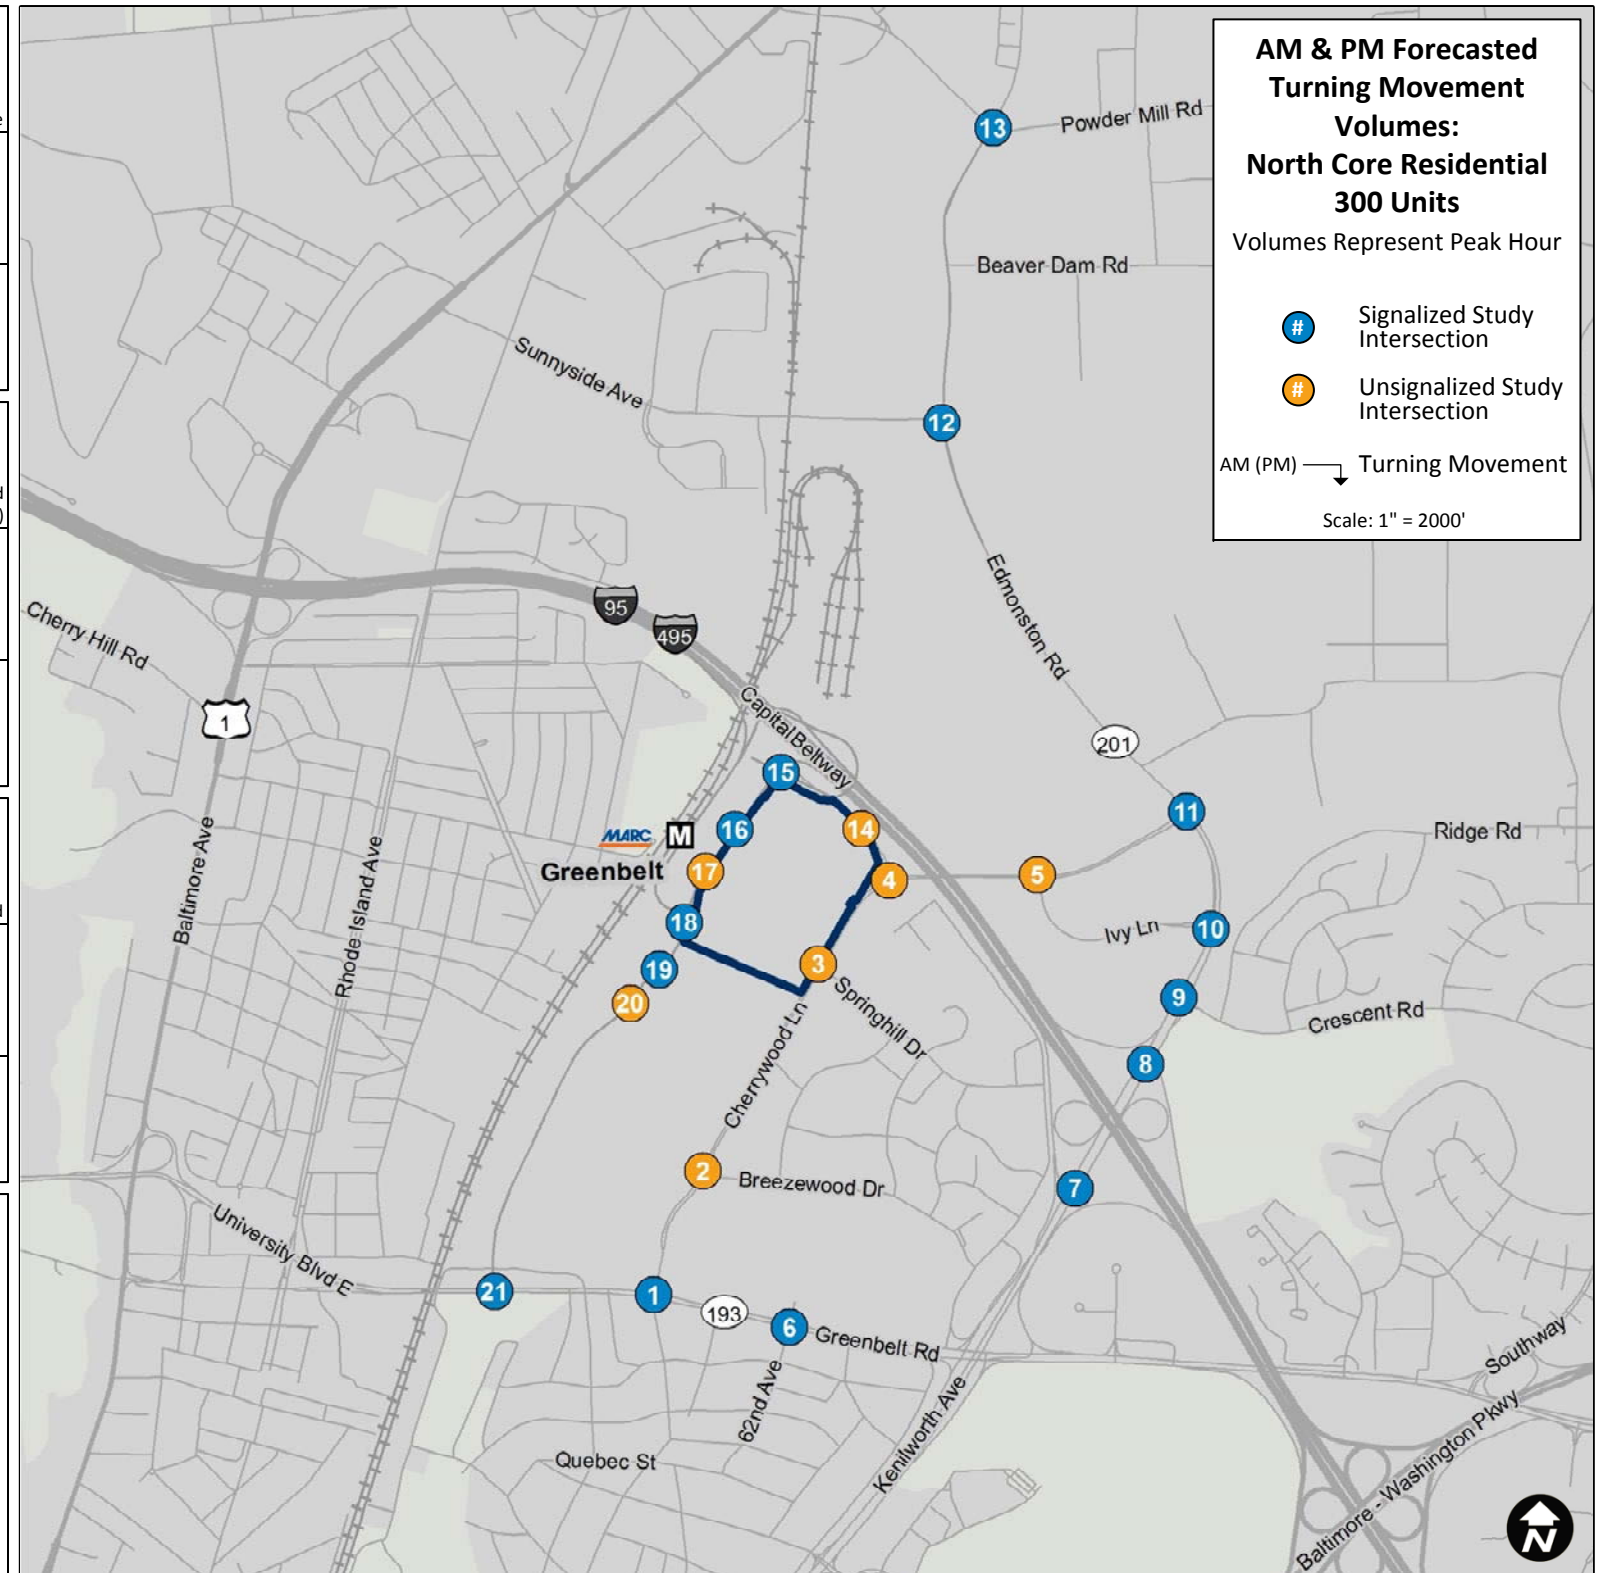 AM & PM Forecasted
Turning Movement
Volumes:
North Core Residential
300 Units
Volumes Represent Peak Hour
#
Signalized Study
Intersection
#
Unsignalized Study
Intersection
AM (PM)
Turning Movement
Scale: 1" = 2000'
13
Powder Mill Rd
Beaver Dam Rd
Sunnyside Ave
12
Edmonston Rd
95
495
Cherry Hill Rd
1
Capital Beltway
201
15
11
16
14
Ridge Rd
MARC
M
Greenbelt
17
4
5
Baltimore Ave
Rhode Island Ave
18
Ivy Ln
10
19
3
20
Springhill Dr
9
Crescent Rd
Cherrywood Ln
8
2
Breezewood Dr
7
University Blvd E
21
1
193
6
Greenbelt Rd
Southway
62nd Ave
Kenilworth Ave
Quebec St
Baltimore - Washington Pkwy
N